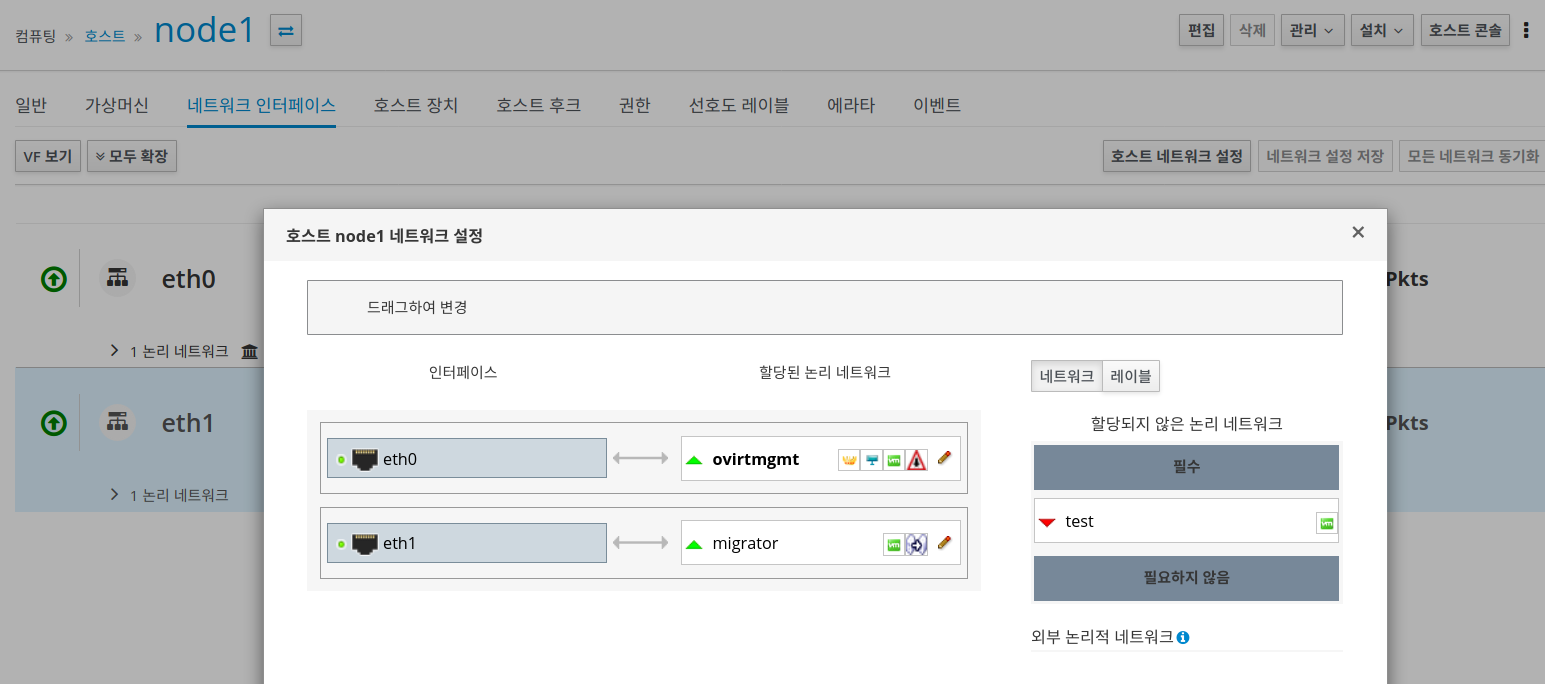 컴퓨팅 » 호스트 » node1
편집 삭제 관리 설치 호스트 콘솔
일반 가상머신 네트워크 인터페이스 호스트 장치 호스트 후크 권한 선호도 레이블 에라타 이벤트
VF 보기 모두 확장 호스트 네트워크 설정 네트워크 설정 저장 모든 네트워크 동기화
호스트 node1 네트워크 설정
eth0 Pkts
드래그하여 변경
1 논리 네트워크
인터페이스 할당된 논리 네트워크 네트워크 레이블
eth1 Pkts
할당되지 않은 논리 네트워크
eth0 ovirtmgmt vm 필수
1 논리 네트워크
test vm
eth1 migrator vm
필요하지 않음
외부 논리적 네트워크